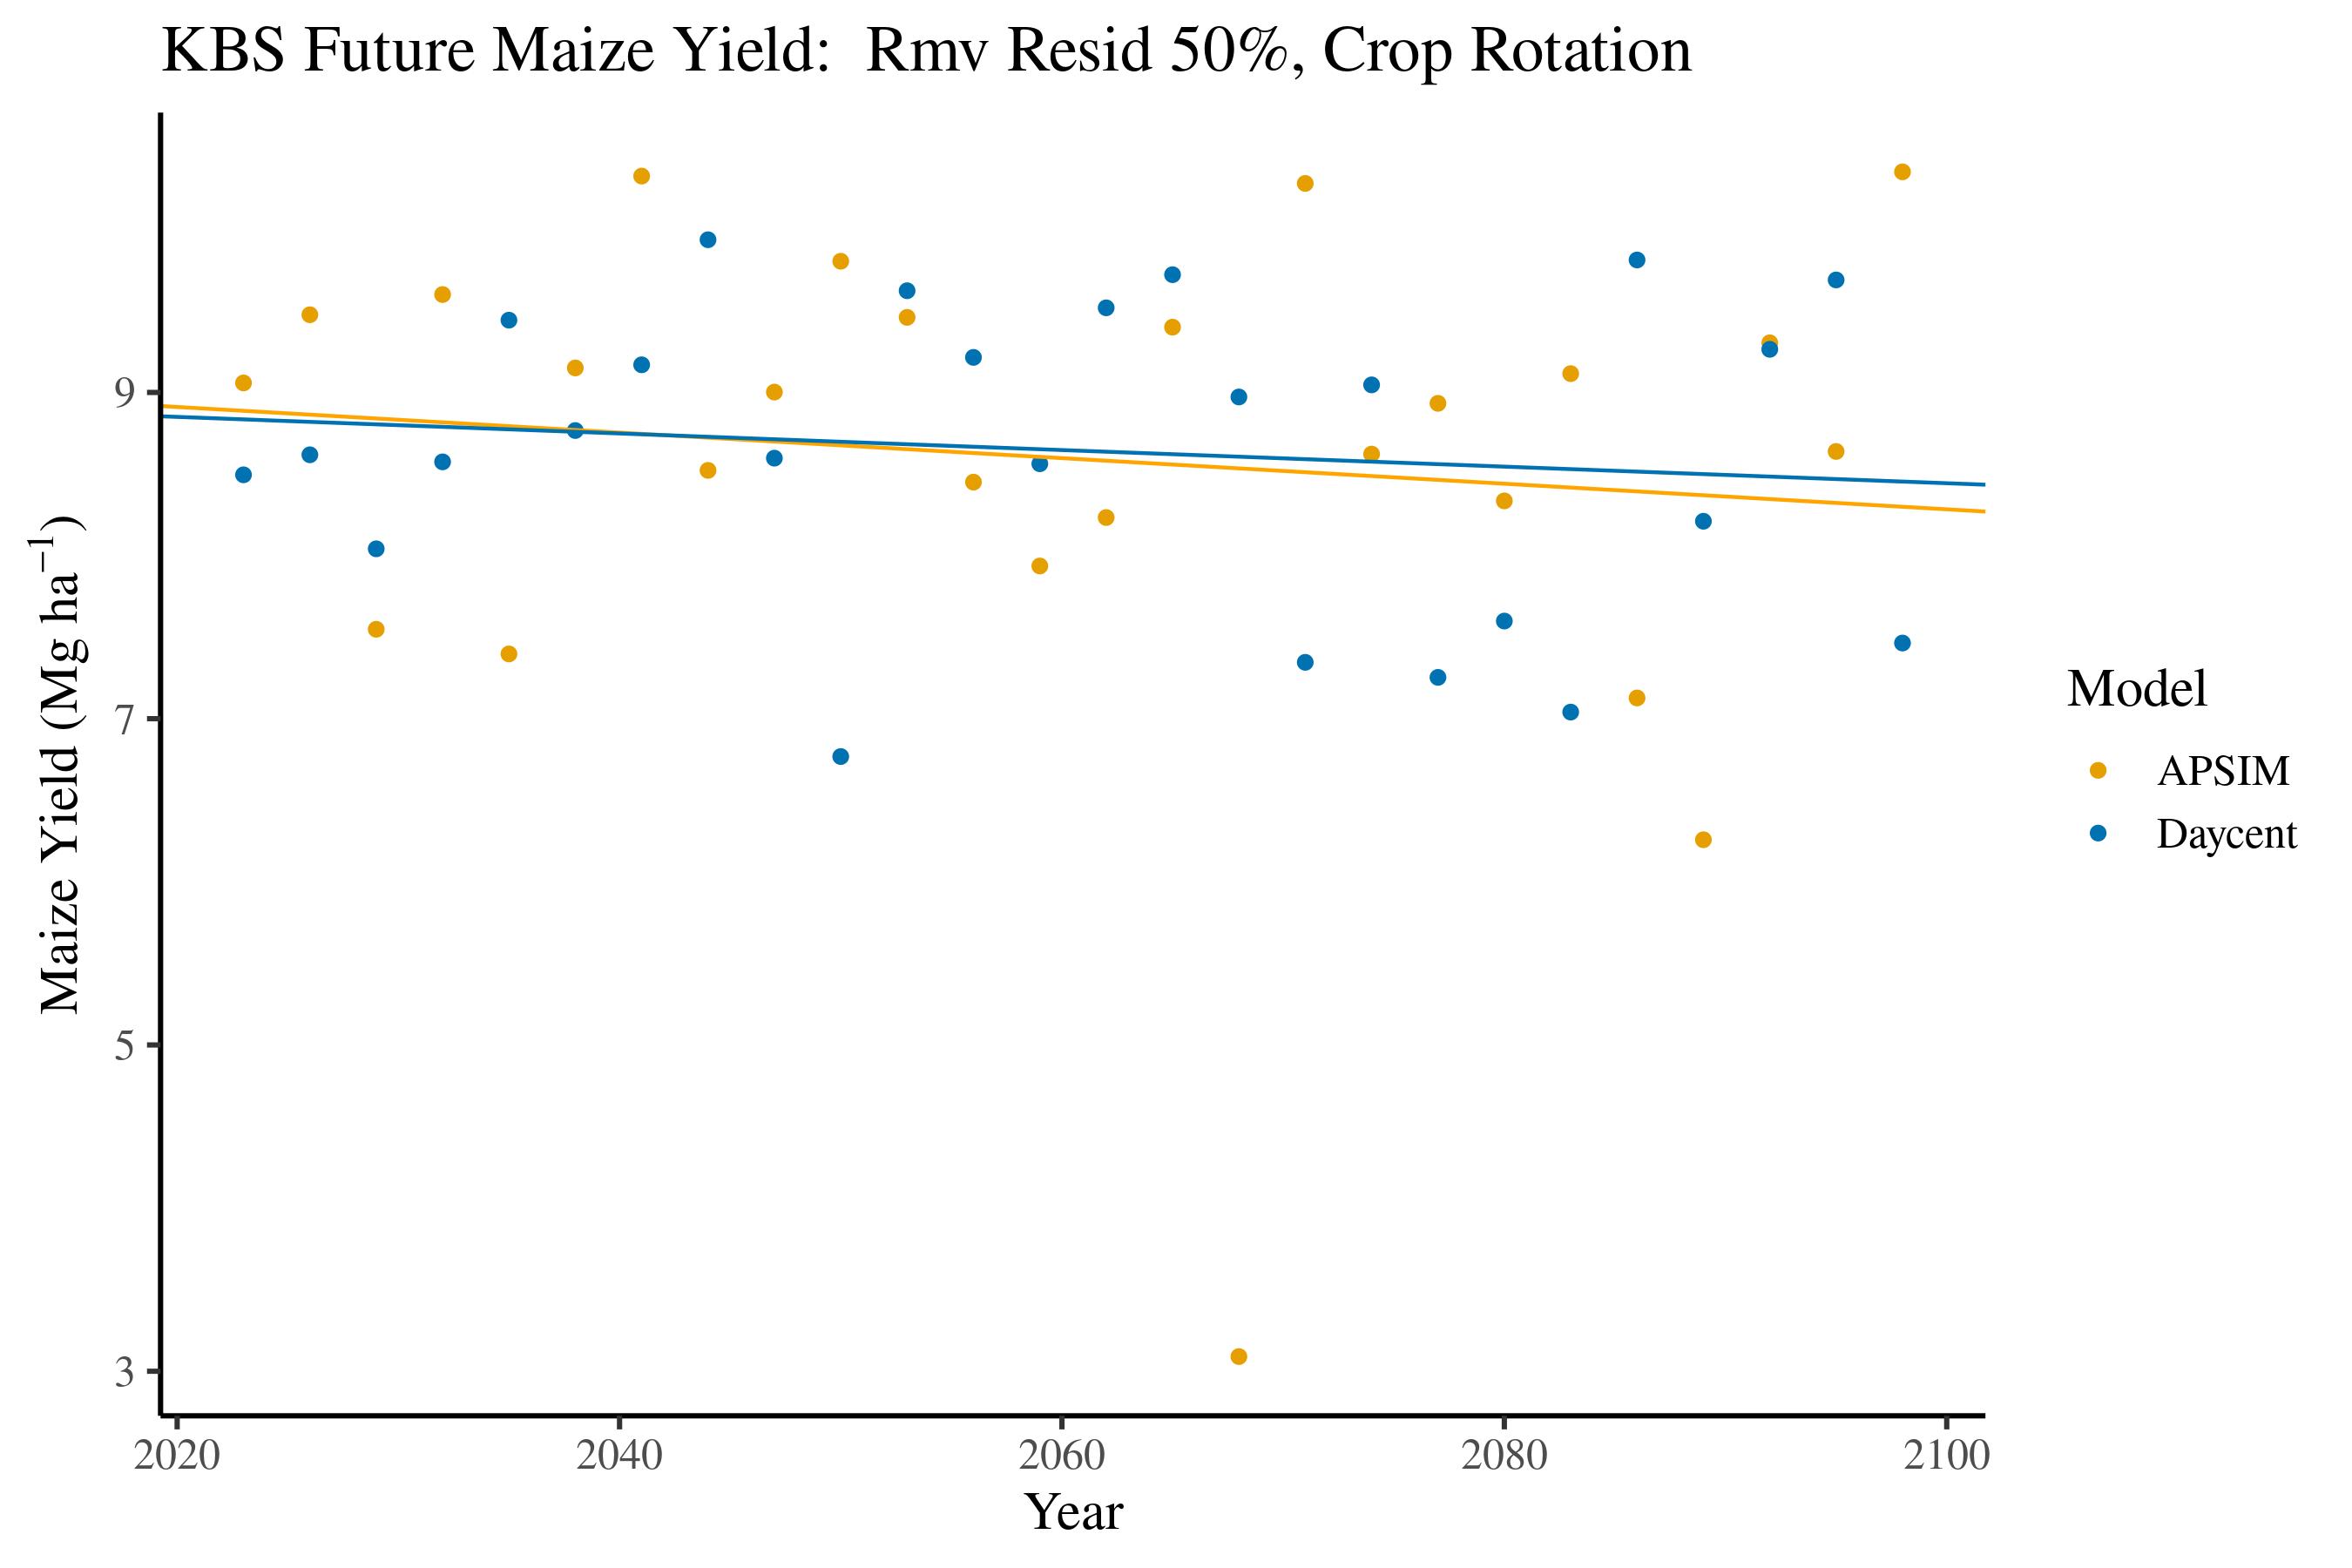 KBS Future Maize Yield:  Rmv Resid 50%, Crop Rotation
Maize Yield (Mg ha⁻¹)
9
7
5
3
2020 2040 2060 2080 2100
Year
Model
APSIM
Daycent